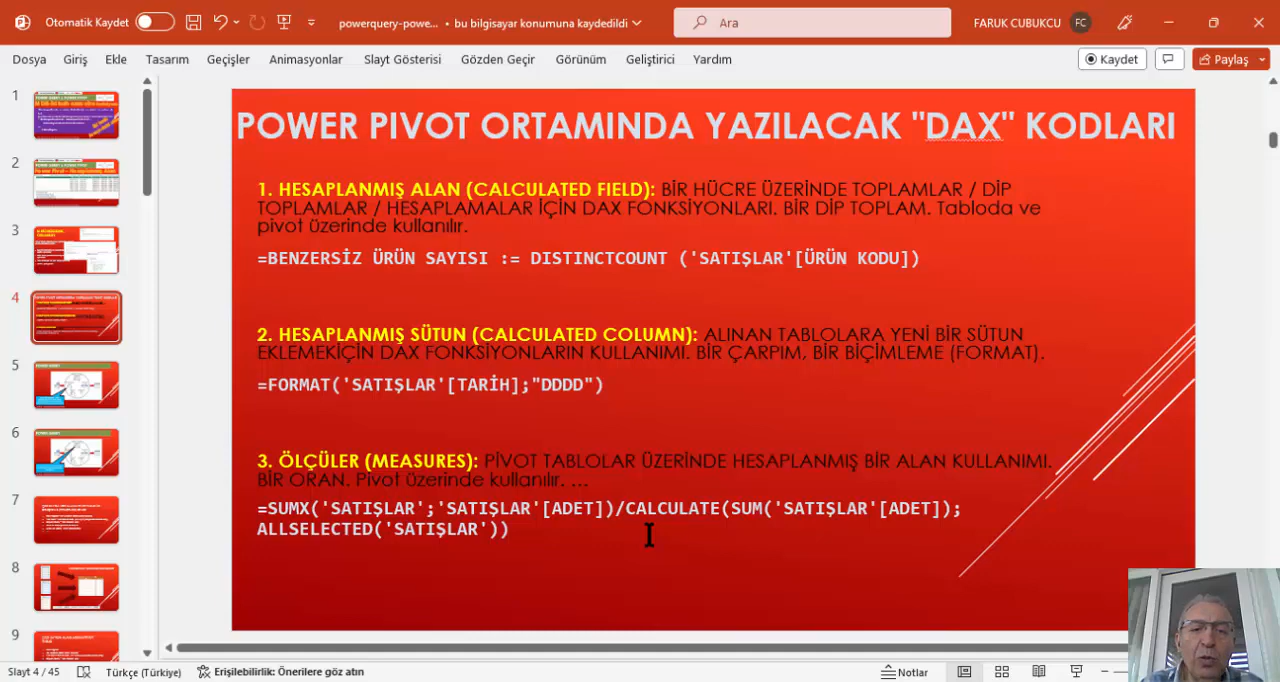 Otomatik Kaydet
powerquery-powe... • bu bilgisayar konumuna kaydedildi
Ara
FARUK CUBUKCU
FC
Dosya Giriş Ekle Tasarım Geçişler Animasyonlar Slayt Gösterisi Gözden Geçir Görünüm Geliştirici Yardım
Kaydet
Paylaş
1
2
3
4
5
6
7
8
9
POWER PIVOT ORTAMINDA YAZILACAK "DAX" KODLARI
1. HESAPLANMIŞ ALAN (CALCULATED FIELD): BİR HÜCRE ÜZERİNDE TOPLAMLAR / DİP
TOPLAMLAR / HESAPLAMALAR İÇİN DAX FONKSİYONLARI. BİR DİP TOPLAM. Tabloda ve
pivot üzerinde kullanılır.
=BENZERSİZ ÜRÜN SAYISI := DISTINCTCOUNT ('SATIŞLAR'[ÜRÜN KODU])
2. HESAPLANMIŞ SÜTUN (CALCULATED COLUMN): ALINAN TABLOLARA YENİ BİR SÜTUN
EKLEMEKİÇİN DAX FONKSİYONLARIN KULLANIMI. BİR ÇARPIM, BİR BİÇİMLEME (FORMAT).
=FORMAT('SATIŞLAR'[TARİH];"DDDD")
3. ÖLÇÜLER (MEASURES): PİVOT TABLOLAR ÜZERİNDE HESAPLANMIŞ BİR ALAN KULLANIMI.
BİR ORAN. Pivot üzerinde kullanılır. ...
=SUMX('SATIŞLAR';'SATIŞLAR'[ADET])/CALCULATE(SUM('SATIŞLAR'[ADET]);
ALLSELECTED('SATIŞLAR'))
Slayt 4 / 45
Türkçe (Türkiye)
Erişilebilirlik: Önerilere göz atın
Notlar